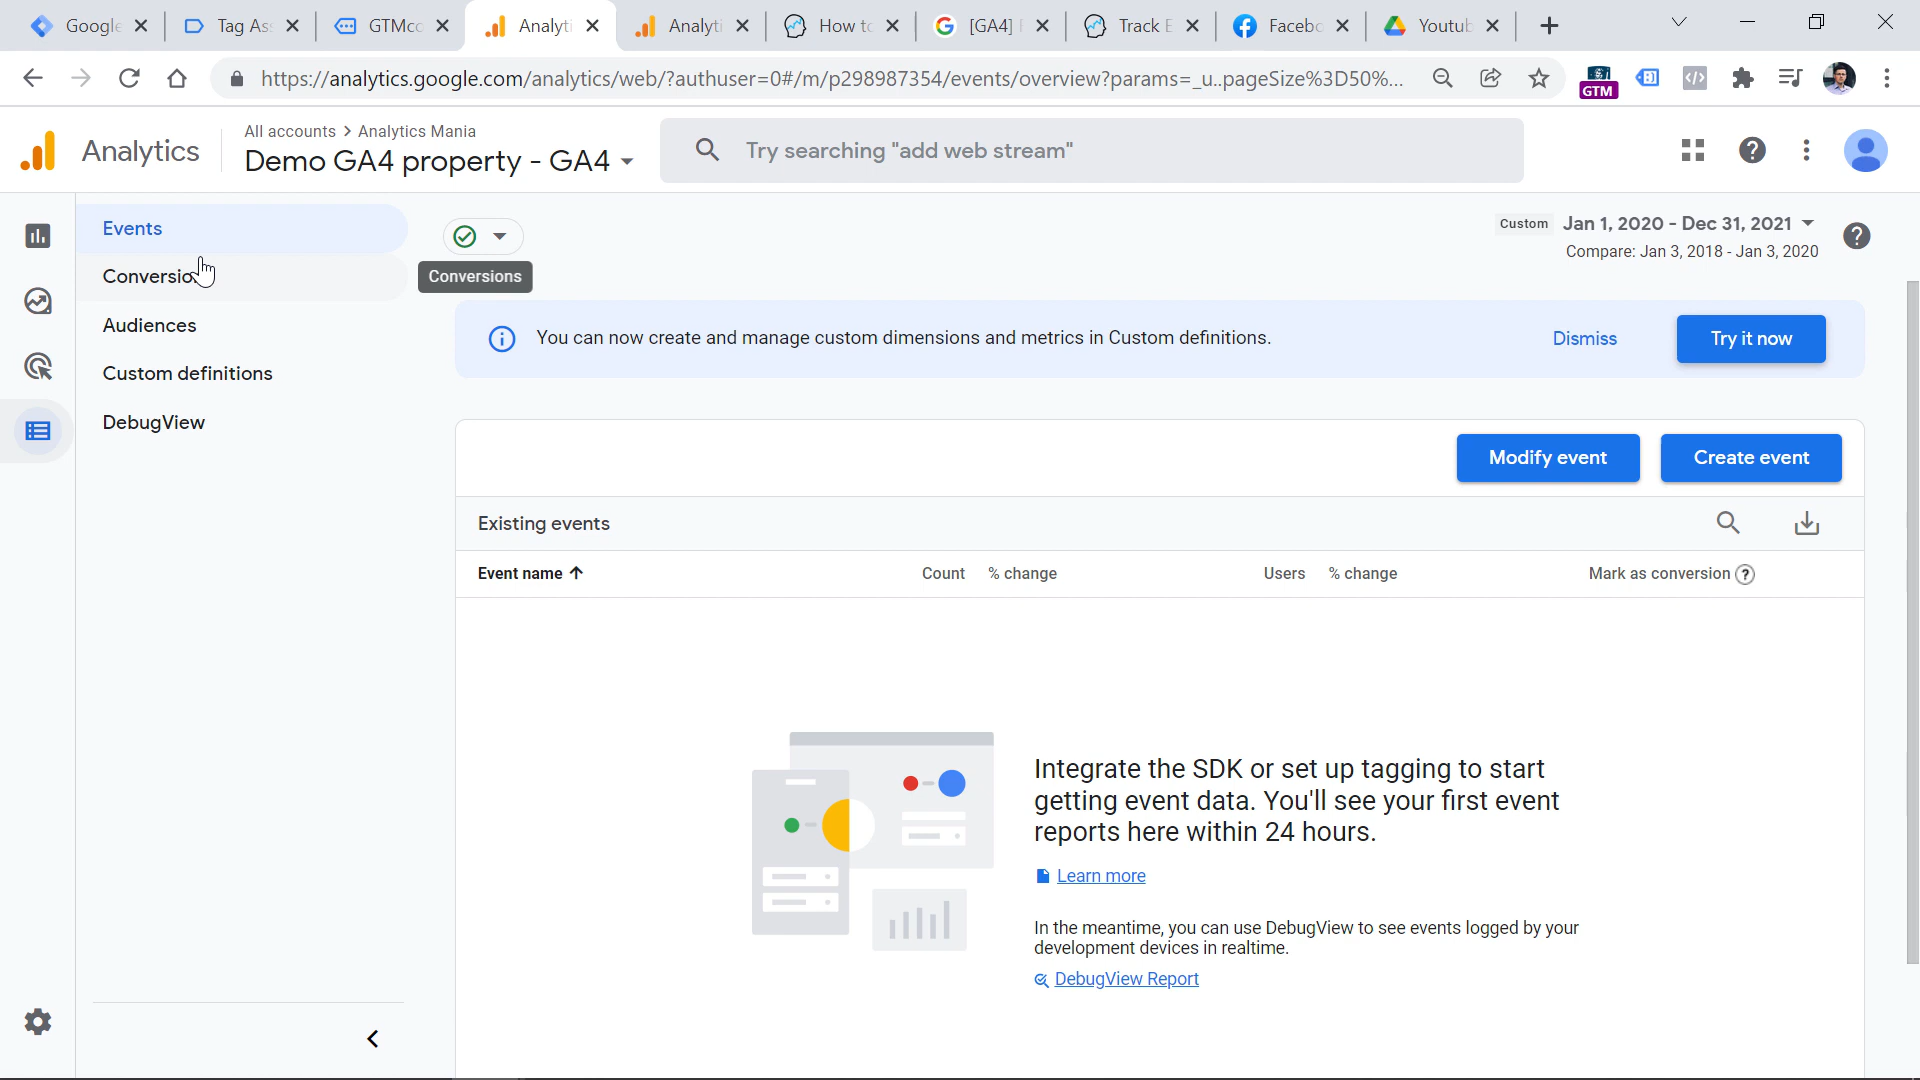 Google
Tag As
GTMco
Analyti
Analyti
How to
[GA4]
Track E
Facebo
Youtub
https://analytics.google.com/analytics/web/?authuser=0#/m/p298987354/events/overview?params=_u..pageSize%3D50%...
GTM
Analytics
All accounts > Analytics Mania
Demo GA4 property - GA4
Try searching "add web stream"
Events
Conversio
Audiences
Custom definitions
DebugView
Conversions
Custom Jan 1, 2020 - Dec 31, 2021
Compare: Jan 3, 2018 - Jan 3, 2020
You can now create and manage custom dimensions and metrics in Custom definitions.
Dismiss
Try it now
Modify event
Create event
Existing events
Event name
Count
% change
Users
% change
Mark as conversion
Integrate the SDK or set up tagging to start
getting event data. You'll see your first event
reports here within 24 hours.
Learn more
In the meantime, you can use DebugView to see events logged by your
development devices in realtime.
DebugView Report